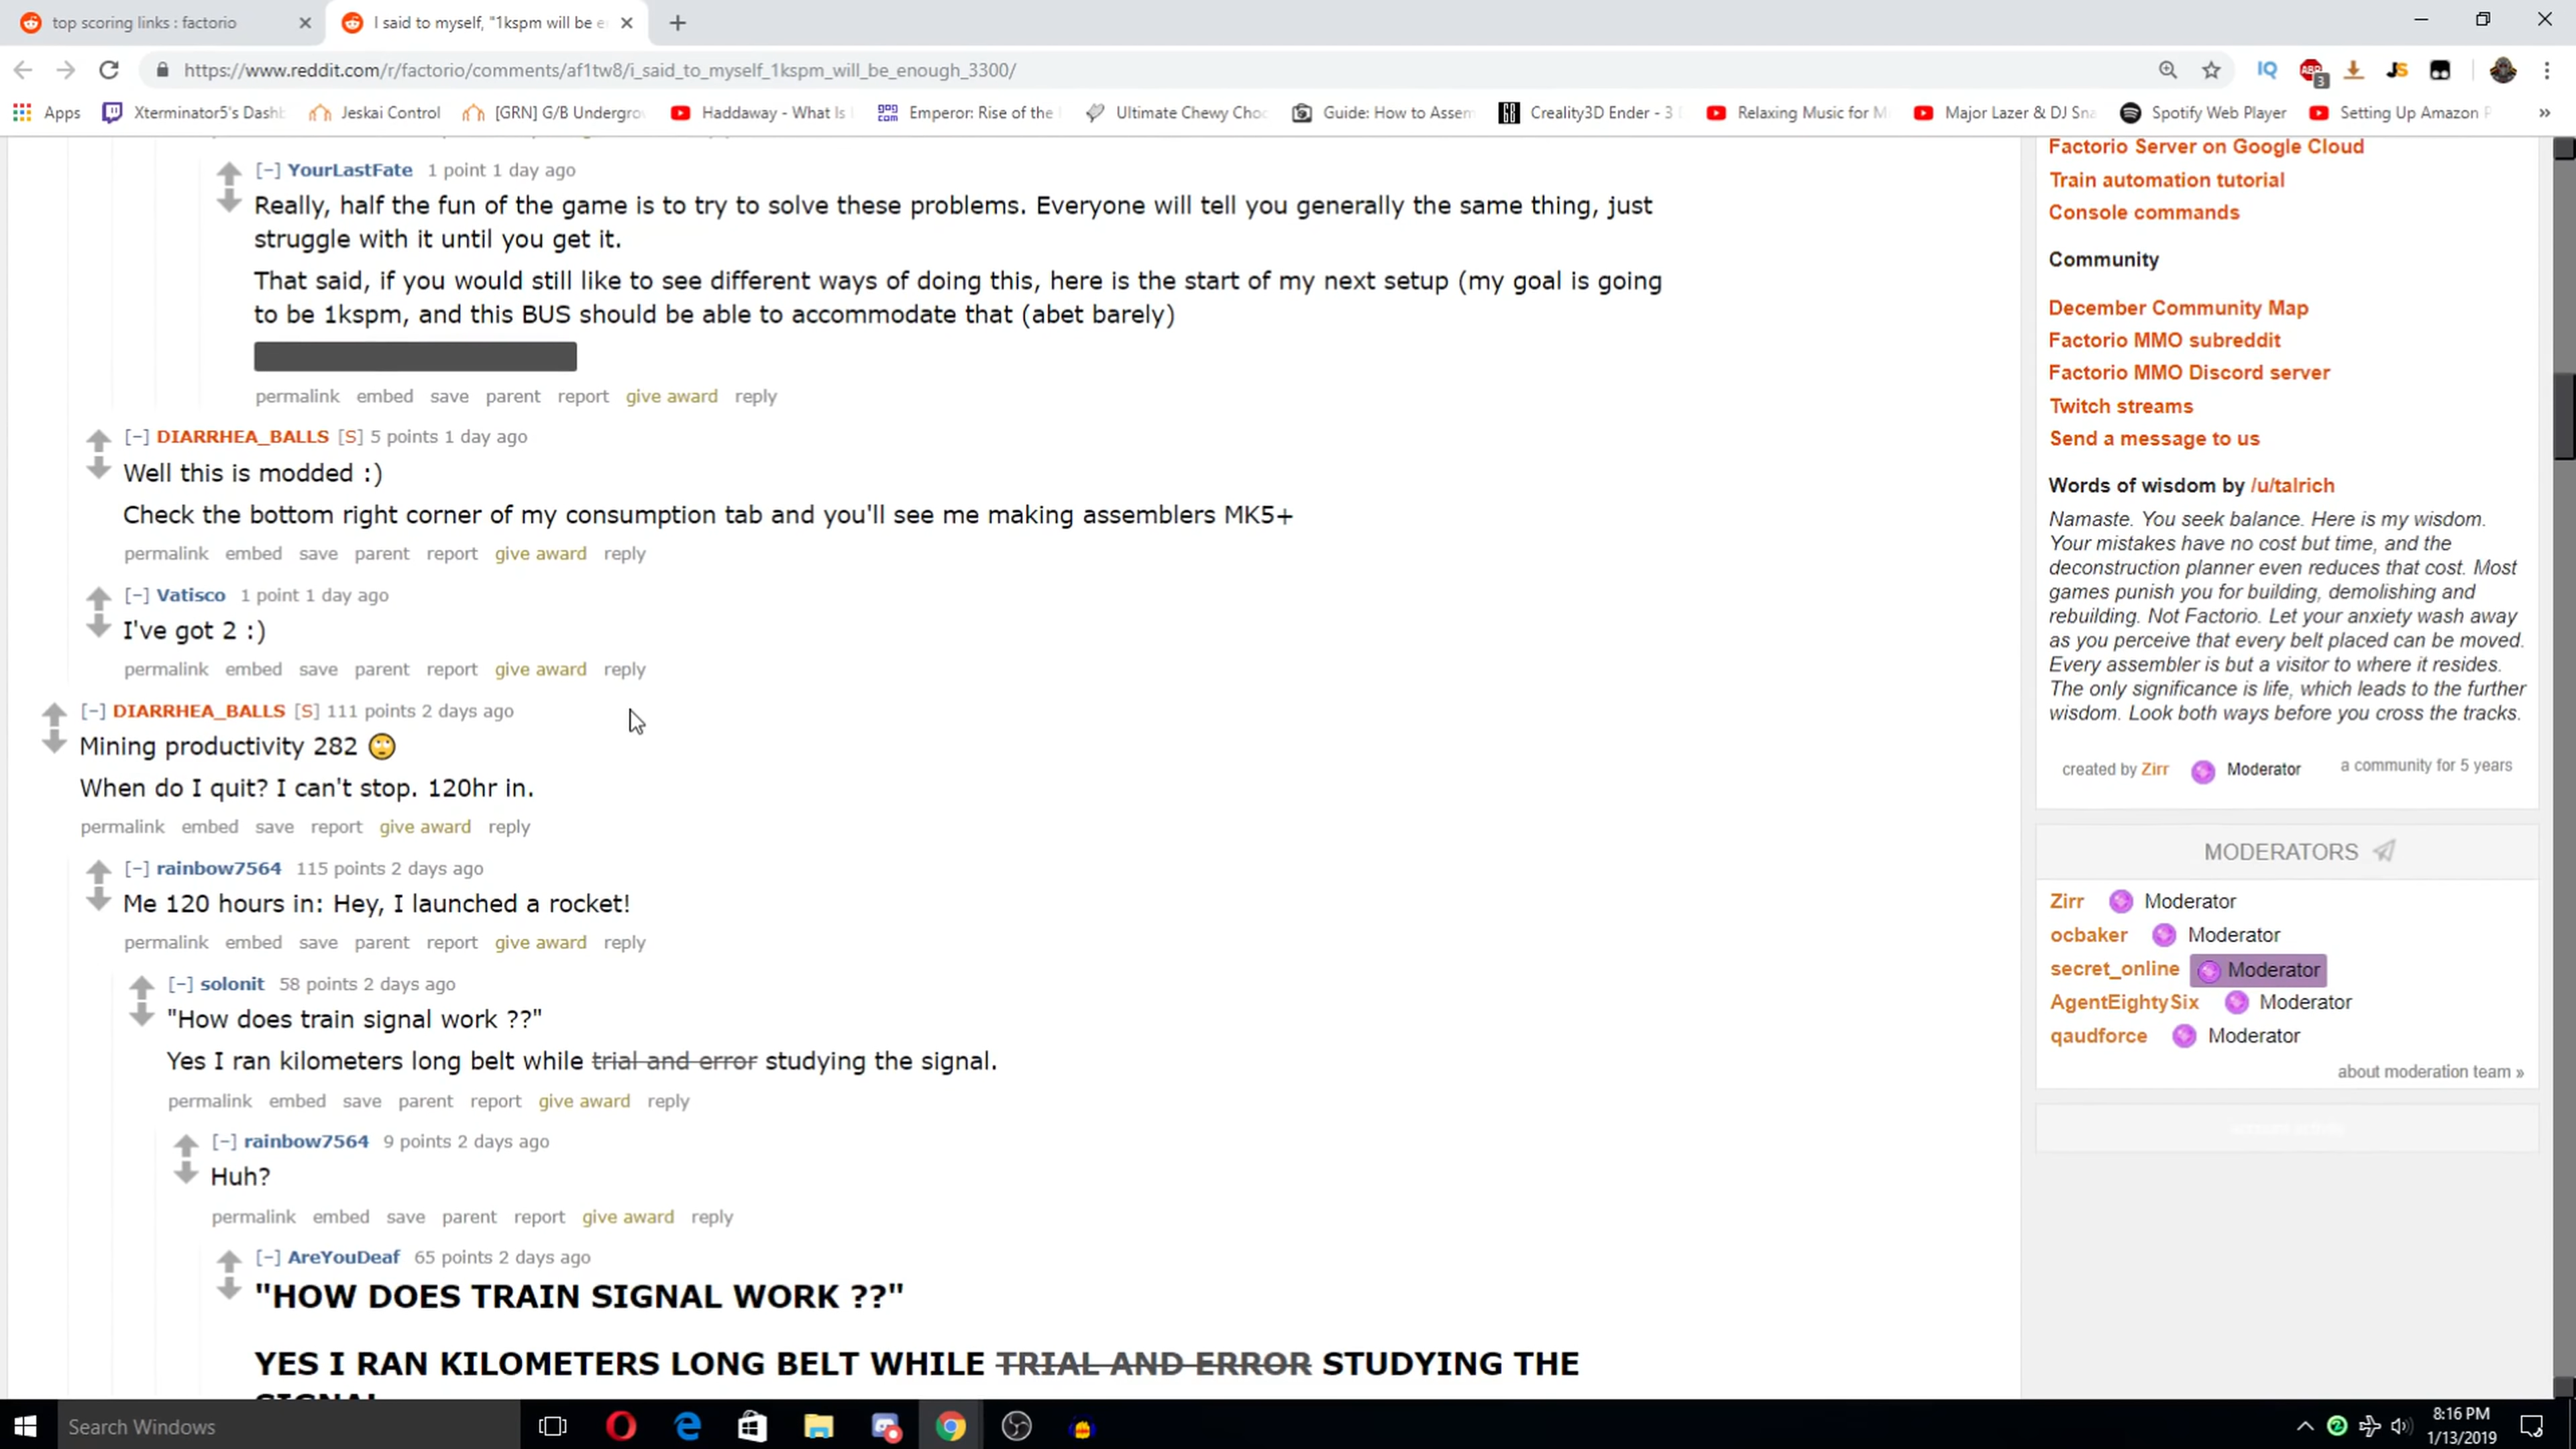 top scoring links : factorio
I said to myself, "1kspm will be e
https://www.reddit.com/r/factorio/comments/af1tw8/i_said_to_myself_1kspm_will_be_enough_3300/
IQ ABP 3 JS
Apps Xterminator5's Dashb Jeskai Control [GRN] G/B Undergro Haddaway - What Is Emperor: Rise of the Ultimate Chewy Choc Guide: How to Assem Creality3D Ender - 3 Relaxing Music for M Major Lazer & DJ Sna Spotify Web Player Setting Up Amazon »
[−] YourLastFate 1 point 1 day ago
Really, half the fun of the game is to try to solve these problems. Everyone will tell you generally the same thing, just
struggle with it until you get it.
That said, if you would still like to see different ways of doing this, here is the start of my next setup (my goal is going
to be 1kspm, and this BUS should be able to accommodate that (abet barely)
permalink embed save parent report give award reply
[−] DIARRHEA_BALLS [S] 5 points 1 day ago
Well this is modded :)
Check the bottom right corner of my consumption tab and you'll see me making assemblers MK5+
permalink embed save parent report give award reply
[−] Vatisco 1 point 1 day ago
I've got 2 :)
permalink embed save parent report give award reply
[−] DIARRHEA_BALLS [S] 111 points 2 days ago
Mining productivity 282 🙄
When do I quit? I can't stop. 120hr in.
permalink embed save report give award reply
[−] rainbow7564 115 points 2 days ago
Me 120 hours in: Hey, I launched a rocket!
permalink embed save parent report give award reply
[−] solonit 58 points 2 days ago
"How does train signal work ??"
Yes I ran kilometers long belt while trial and error studying the signal.
permalink embed save parent report give award reply
[−] rainbow7564 9 points 2 days ago
Huh?
permalink embed save parent report give award reply
[−] AreYouDeaf 65 points 2 days ago
"HOW DOES TRAIN SIGNAL WORK ??"
YES I RAN KILOMETERS LONG BELT WHILE TRIAL AND ERROR STUDYING THE
SIGNAL
Factorio Server on Google Cloud
Train automation tutorial
Console commands
Community
December Community Map
Factorio MMO subreddit
Factorio MMO Discord server
Twitch streams
Send a message to us
Words of wisdom by /u/talrich
Namaste. You seek balance. Here is my wisdom.
Your mistakes have no cost but time, and the
deconstruction planner even reduces that cost. Most
games punish you for building, demolishing and
rebuilding. Not Factorio. Let your anxiety wash away
as you perceive that every belt placed can be moved.
Every assembler is but a visitor to where it resides.
The only significance is life, which leads to the further
wisdom. Look both ways before you cross the tracks.
created by Zirr Moderator a community for 5 years
MODERATORS
Zirr Moderator
ocbaker Moderator
secret_online Moderator
AgentEightySix Moderator
qaudforce Moderator
about moderation team »
Search Windows
8:16 PM
1/13/2019